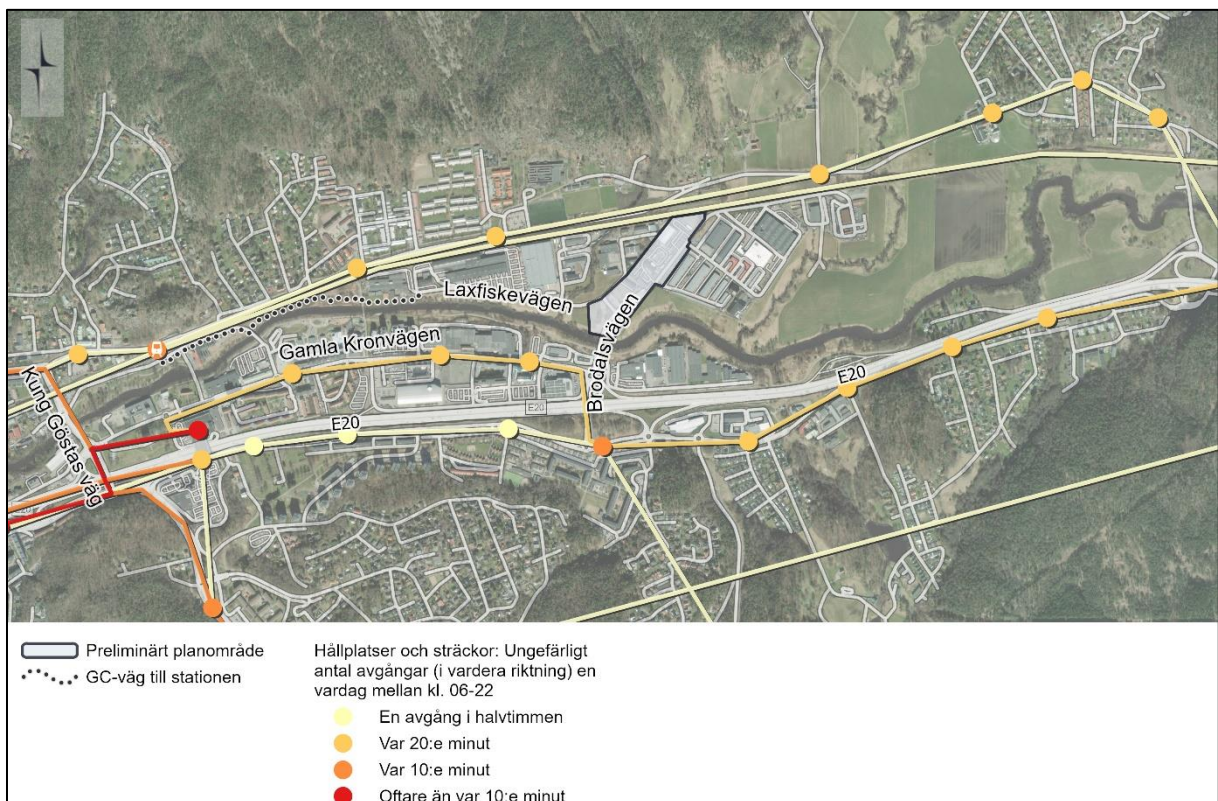 Laxfiskevägen
Gamla Kronvägen
Brodalsvägen
Kung Göstas väg
E20
E20
E20
Preliminärt planområde
GC-väg till stationen
Hållplatser och sträckor: Ungefärligt
antal avgångar (i vardera riktning) en
vardag mellan kl. 06-22
En avgång i halvtimmen
Var 20:e minut
Var 10:e minut
Oftare än var 10:e minut